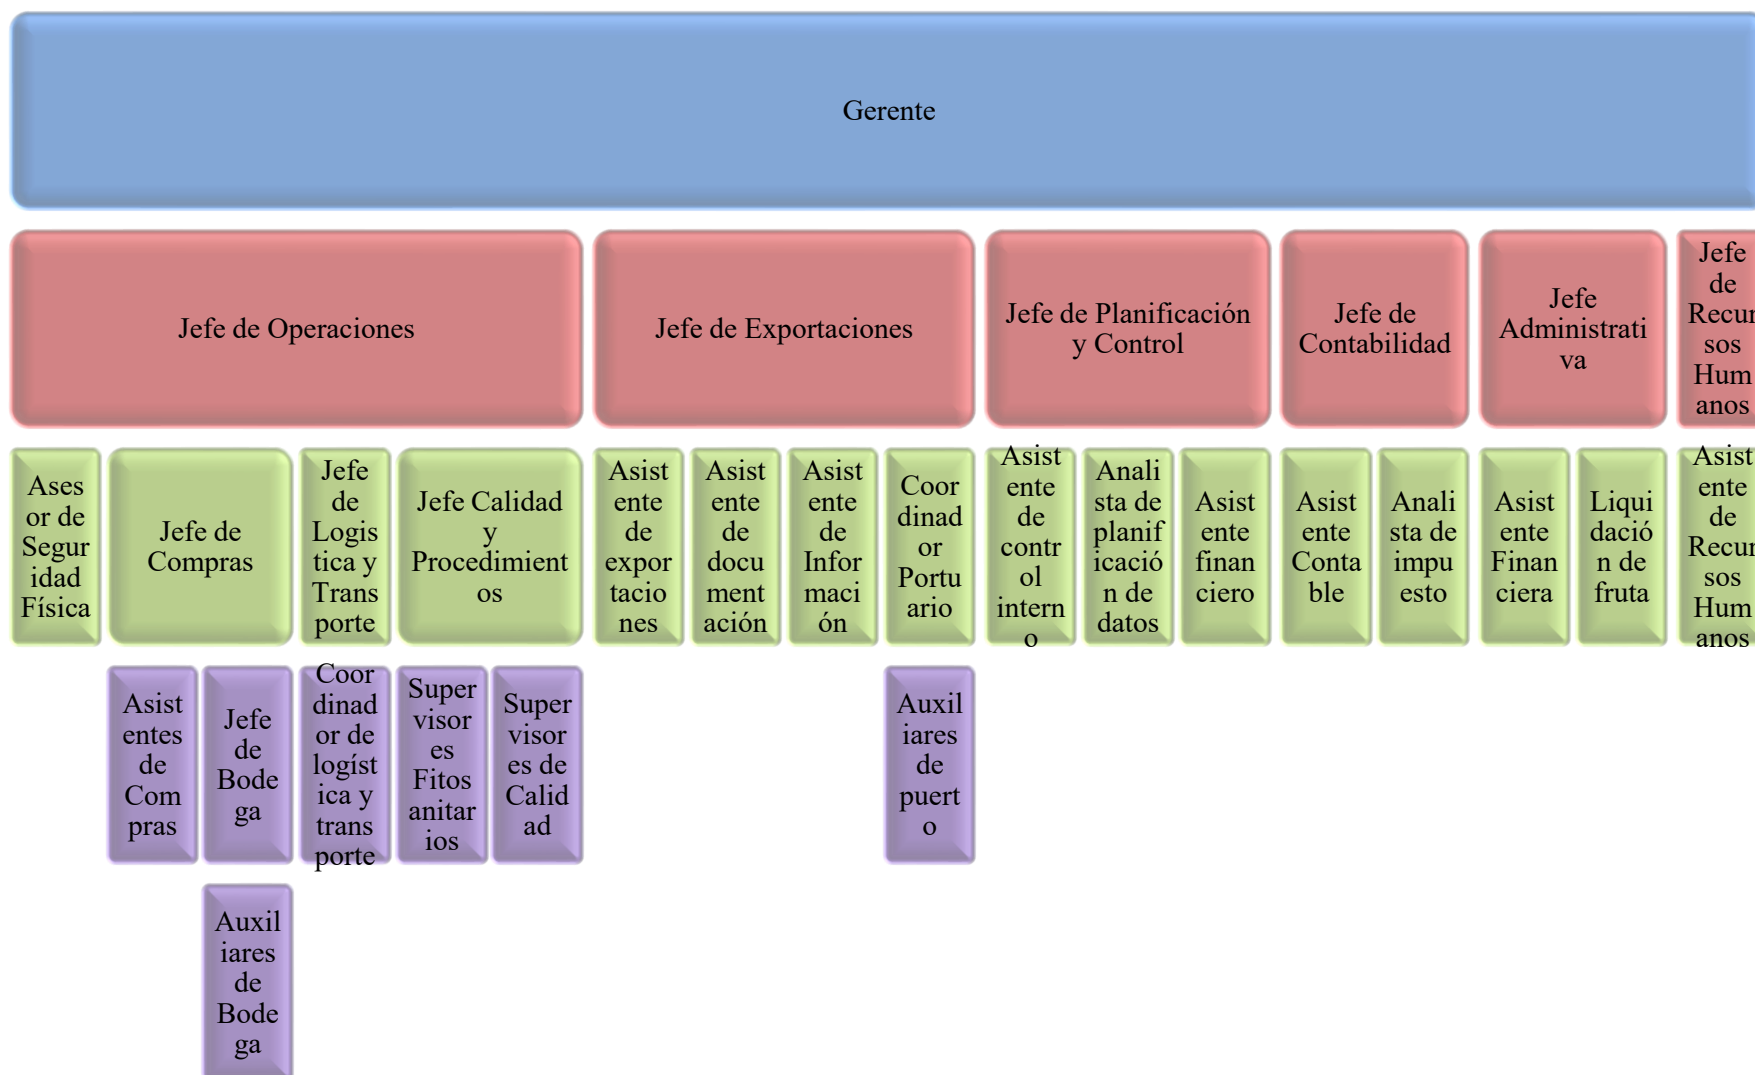 Gerente
Jefe de Operaciones
Jefe de Exportaciones
Jefe de Planificación
y Control
Jefe de
Contabilidad
Jefe
Administrati
va
Jefe
de
Recur
sos
Hum
anos
Ases
or de
Segur
idad
Física
Jefe de
Compras
Jefe
de
Logis
tica y
Trans
porte
Jefe Calidad
y
Procedimient
os
Asist
ente
de
expor
tacio
nes
Asist
ente
de
docu
ment
ación
Asist
ente
de
Infor
maci
ón
Coor
dinad
or
Portu
ario
Asist
ente
de
contr
ol
intern
o
Anali
sta de
planif
icació
n de
datos
Asist
ente
finan
ciero
Asist
ente
Conta
ble
Anali
sta de
impu
esto
Asist
ente
Finan
ciera
Liqui
dació
n de
fruta
Asist
ente
de
Recur
sos
Hum
anos
Asist
entes
de
Com
pras
Jefe
de
Bode
ga
Coor
dinad
or de
logíst
ica y
trans
porte
Super
visor
es
Fitos
anitar
ios
Super
visor
es de
Calid
ad
Auxil
iares
de
puert
o
Auxil
iares
de
Bode
ga